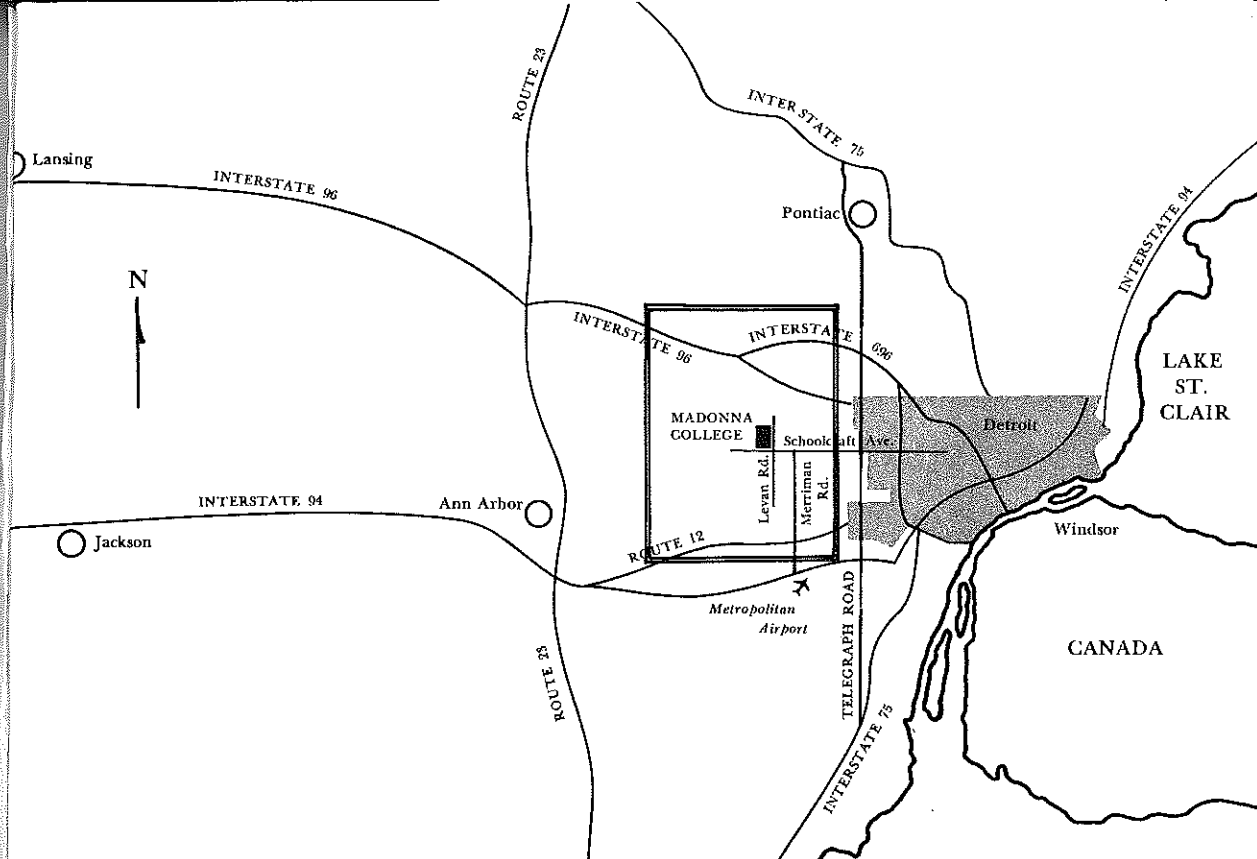 ROUTE 23
INTERSTATE 75
Lansing
INTERSTATE 96
INTERSTATE 94
Pontiac
N
INTERSTATE 96
INTERSTATE 696
LAKE
ST.
CLAIR
MADONNA
COLLEGE
Schoolcraft Ave.
Detroit
Levan Rd.
Merriman
Rd.
INTERSTATE 94
Ann Arbor
Jackson
ROUTE 12
Windsor
Metropolitan
Airport
TELEGRAPH ROAD
CANADA
ROUTE 23
INTERSTATE 75